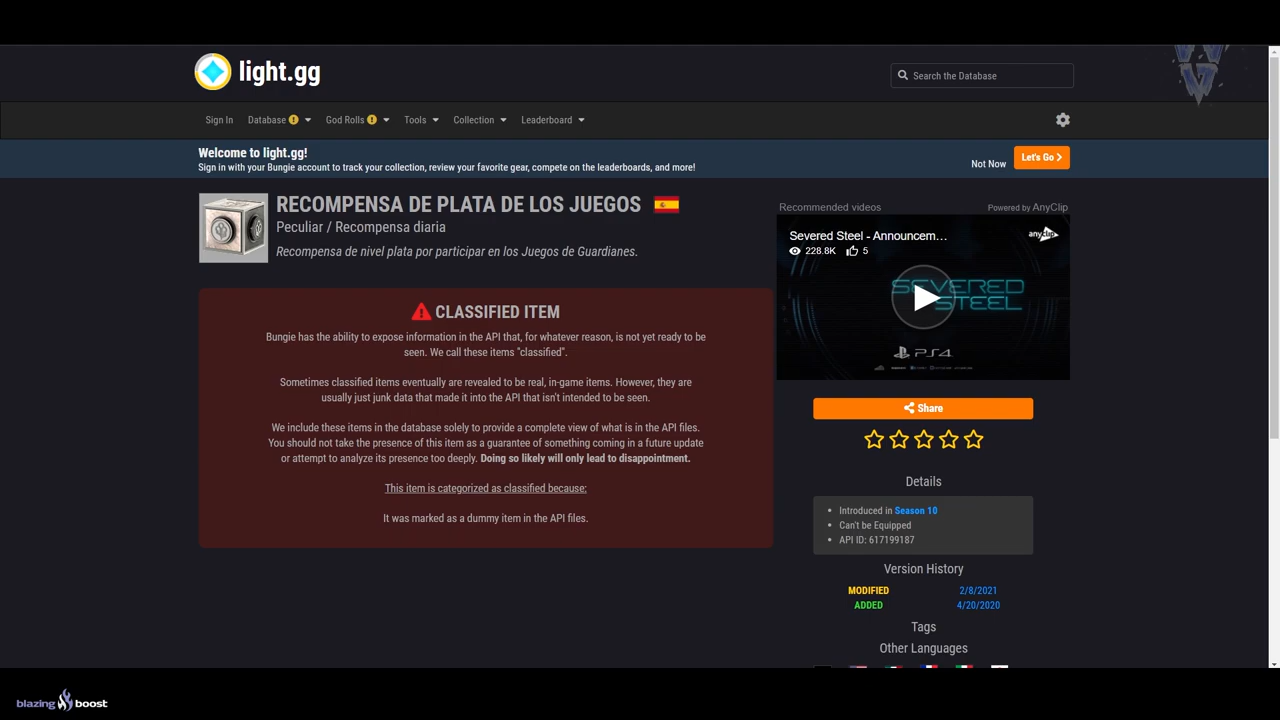 light.gg
Search the Database
Sign In
Database
God Rolls
Tools
Collection
Leaderboard
Welcome to light.gg!
Sign in with your Bungie account to track your collection, review your favorite gear, compete on the leaderboards, and more!
Not Now
Let's Go
RECOMPENSA DE PLATA DE LOS JUEGOS
Peculiar / Recompensa diaria
Recompensa de nivel plata por participar en los Juegos de Guardianes.
CLASSIFIED ITEM
Bungie has the ability to expose information in the API that, for whatever reason, is not yet ready to be
seen. We call these items "classified".
Sometimes classified items eventually are revealed to be real, in-game items. However, they are
usually just junk data that made it into the API that isn't intended to be seen.
We include these items in the database solely to provide a complete view of what is in the API files.
You should not take the presence of this item as a guarantee of something coming in a future update
or attempt to analyze its presence too deeply. Doing so likely will only lead to disappointment.
This item is categorized as classified because:
It was marked as a dummy item in the API files.
Recommended videos
Powered by AnyClip
Severed Steel - Announcem...
anyclip
228.8K
5
SEVERED
STEEL
PS4
Share
Details
Introduced in Season 10
Can't be Equipped
API ID: 617199187
Version History
MODIFIED 2/8/2021
ADDED 4/20/2020
Tags
Other Languages
blazing boost